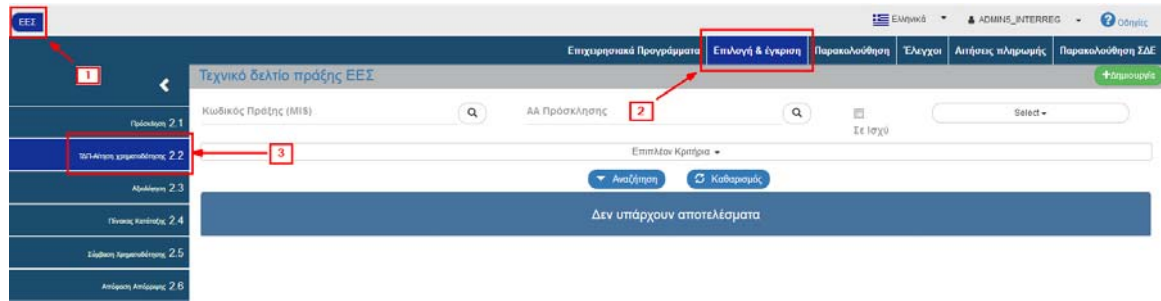 ΕΕΣ
Ελληνικά
ADMIN5_INTERREG
Οδηγίες
Επιχειρησιακά Προγράμματα Επιλογή & έγκριση Παρακολούθηση Έλεγχοι Αιτήσεις πληρωμής Παρακολούθηση ΣΔΕ
1
2
3
Τεχνικό δελτίο πράξης ΕΕΣ
+Δημιουργία
Κωδικός Πράξης (MIS)
ΑΑ Πρόσκλησης
Σε Ισχύ
Select
Επιπλέον Κριτήρια
Αναζήτηση Καθαρισμός
Δεν υπάρχουν αποτελέσματα
Πρόσκληση 2.1
ΤΔΠ-Αίτηση χρηματοδότησης 2.2
Αξιολόγηση 2.3
Πίνακας Κατάταξης 2.4
Σύμβαση Χρηματοδότησης 2.5
Απόφαση Απόρριψης 2.6